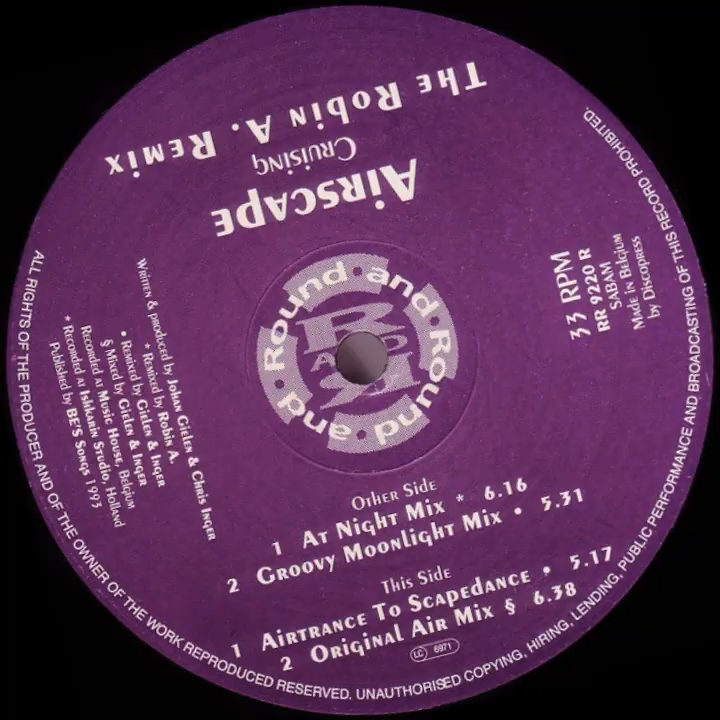 The Robin A. Remix
Cruising
Airscape
Round and Round and
R AND R
33 RPM
RR 9220 R
SABAM
Made in Belgium
by Discopress
Written & produced by Johan Gielen & Chris Inger
* Remixed by Robin A.
• Remixed by Gielen & Inger
§ Mixed by Gielen & Inger
Recorded at Music House, Belgium
* Recorded at Ishkarin Studio, Holland
Published by BE'S Songs 1993
Other Side
1 At Night Mix * 6.16
2 Groovy Moonlight Mix • 5.31
This Side
1 Airtrance To Scapedance • 5.17
2 Original Air Mix § 6.38
LC 6971
ALL RIGHTS OF THE PRODUCER AND OF THE OWNER OF THE WORK REPRODUCED RESERVED. UNAUTHORISED COPYING, HIRING, LENDING, PUBLIC PERFORMANCE AND BROADCASTING OF THIS RECORD PROHIBITED.